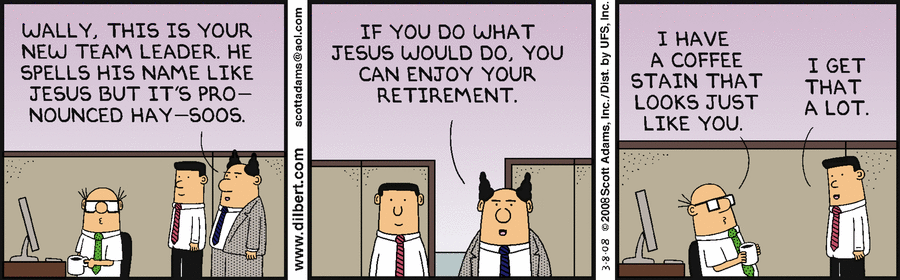 WALLY, THIS IS YOUR
NEW TEAM LEADER. HE
SPELLS HIS NAME LIKE
JESUS BUT IT'S PRO-
NOUNCED HAY-SOOS.
www.dilbert.com scottadams@aol.com
IF YOU DO WHAT
JESUS WOULD DO, YOU
CAN ENJOY YOUR
RETIREMENT.
3-8-08 ©2008 Scott Adams, Inc./Dist. by UFS, Inc.
I HAVE
A COFFEE
STAIN THAT
LOOKS JUST
LIKE YOU.
I GET
THAT
A LOT.